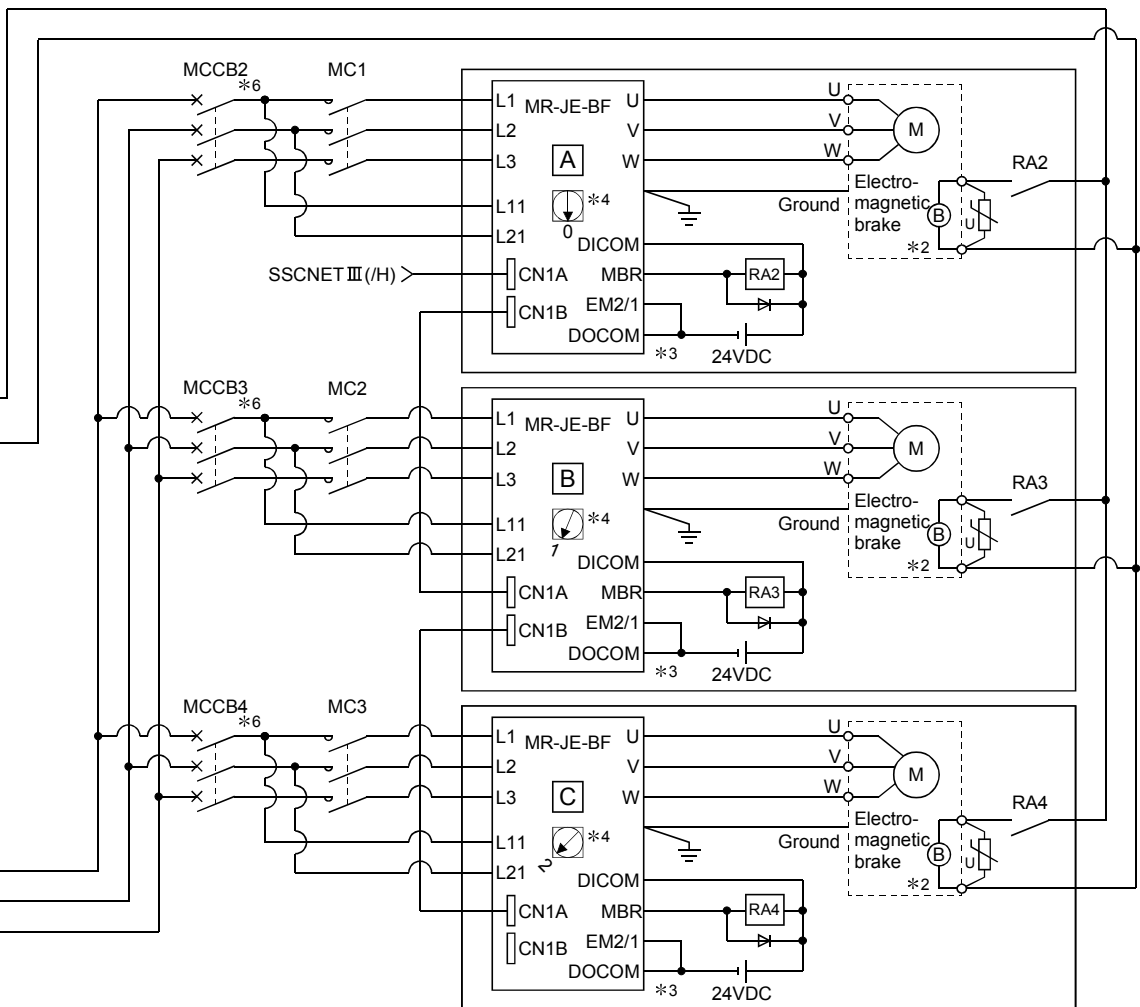 MCCB2
*6
MC1
L1
MR-JE-BF
U
L2
V
L3
W
A
L11
*4
0
L21
DICOM
SSCNET Ⅲ (/H)
CN1A
MBR
RA2
CN1B
EM2/1
DOCOM
*3
24VDC
U
V
W
M
Electro-
magnetic
brake
Ground
B
U
*2
RA2
MCCB3
*6
MC2
L1
MR-JE-BF
U
L2
V
L3
W
B
L11
*4
1
L21
DICOM
CN1A
MBR
RA3
CN1B
EM2/1
DOCOM
*3
24VDC
U
V
W
M
Electro-
magnetic
brake
Ground
B
U
*2
RA3
MCCB4
*6
MC3
L1
MR-JE-BF
U
L2
V
L3
W
C
L11
*4
2
L21
DICOM
CN1A
MBR
RA4
CN1B
EM2/1
DOCOM
*3
24VDC
U
V
W
M
Electro-
magnetic
brake
Ground
B
U
*2
RA4